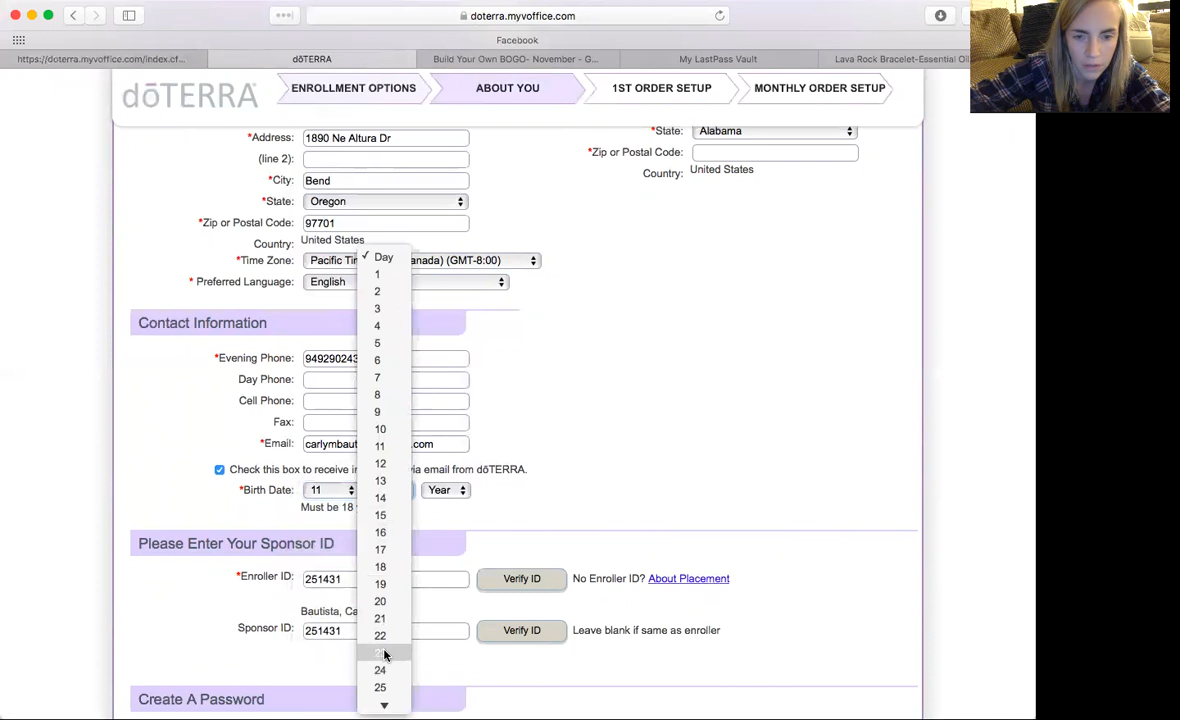 doterra.myvoffice.com
Facebook
https://doterra.myvoffice.com/index.cf...
dōTERRA
Build Your Own BOGO- November - G...
My LastPass Vault
Lava Rock Bracelet-Essential Oil
dōTERRA
ENROLLMENT OPTIONS
ABOUT YOU
1ST ORDER SETUP
MONTHLY ORDER SETUP
*Address: 1890 Ne Altura Dr
(line 2):
*City: Bend
*State: Oregon
*Zip or Postal Code: 97701
Country: United States
*Time Zone: Pacific Ti anada) (GMT-8:00)
* Preferred Language: English
*State: Alabama
*Zip or Postal Code:
Country: United States
Contact Information
*Evening Phone: 949290243
Day Phone:
Cell Phone:
Fax:
*Email: carlymbaut .com
Check this box to receive in via email from dōTERRA.
*Birth Date: 11 Year
Must be 18
✓ Day
1
2
3
4
5
6
7
8
9
10
11
12
13
14
15
16
17
18
19
20
21
22
24
25
Please Enter Your Sponsor ID
*Enroller ID: 251431 Verify ID No Enroller ID? About Placement
Bautista, Ca
Sponsor ID: 251431 Verify ID Leave blank if same as enroller
Create A Password